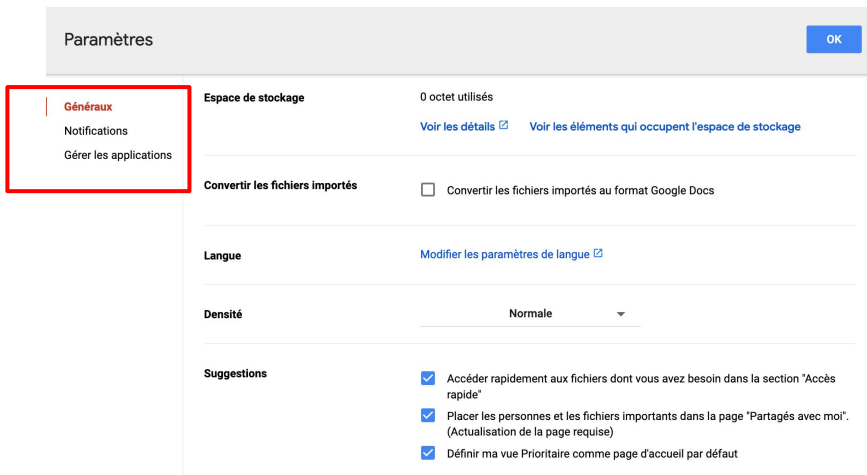 Paramètres
OK
Généraux
Notifications
Gérer les applications
Espace de stockage
0 octet utilisés
Voir les détails
Voir les éléments qui occupent l'espace de stockage
Convertir les fichiers importés
Convertir les fichiers importés au format Google Docs
Langue
Modifier les paramètres de langue
Densité
Normale
Suggestions
Accéder rapidement aux fichiers dont vous avez besoin dans la section "Accès
rapide"
Placer les personnes et les fichiers importants dans la page "Partagés avec moi".
(Actualisation de la page requise)
Définir ma vue Prioritaire comme page d'accueil par défaut